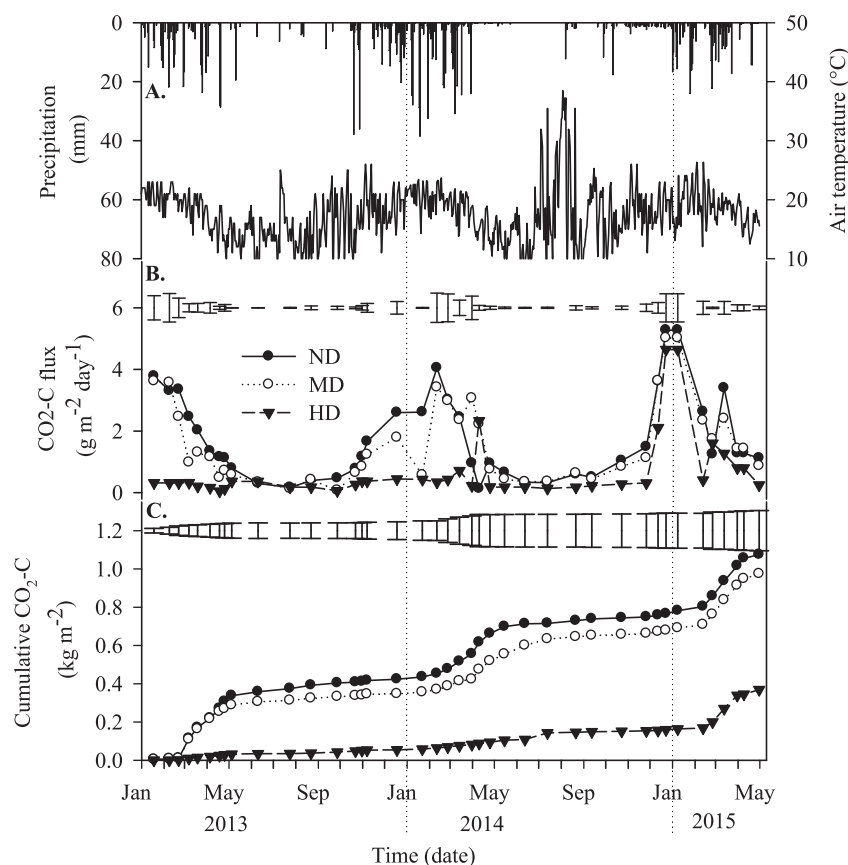 0
20
40
60
80
Precipitation
(mm)
A.
50
40
30
20
10
Air temperature (°C)
B.
6
4
2
0
CO2-C flux
(g m⁻² day⁻¹)
ND
MD
HD
C.
1.2
1.0
0.8
0.6
0.4
0.2
0.0
Cumulative CO₂-C
(kg m⁻²)
Jan May Sep Jan May Sep Jan May
2013 2014 2015
Time (date)